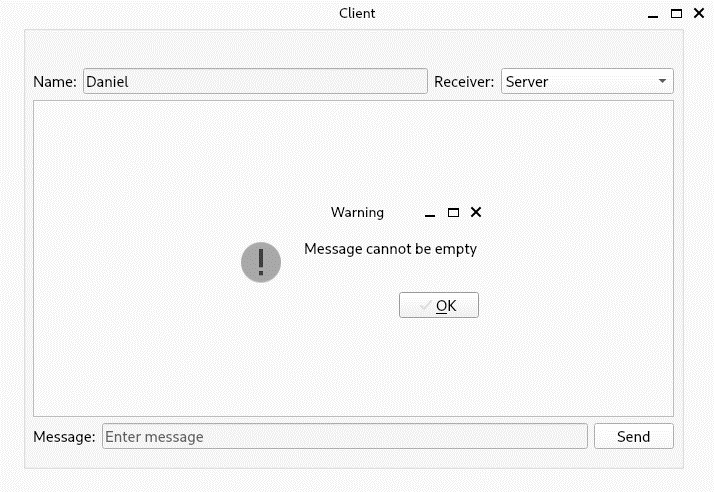 Client
Name: Daniel Receiver: Server
Warning
Message cannot be empty
OK
Message: Enter message Send